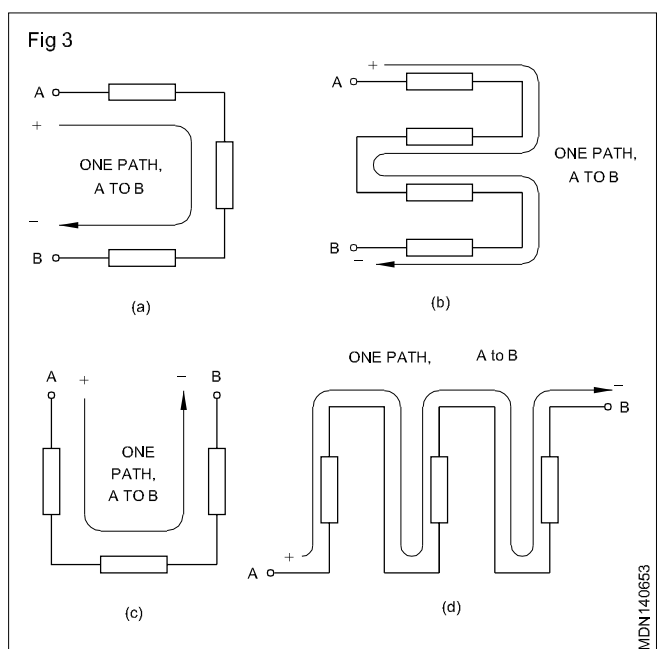 Fig 3
A
+
ONE PATH,
A TO B
–
B
(a)
+
A
ONE PATH,
A TO B
B
–
(b)
A
+
–
B
ONE
PATH,
A TO B
(c)
ONE PATH, A to B
–
B
+
A
(d)
MDN140653